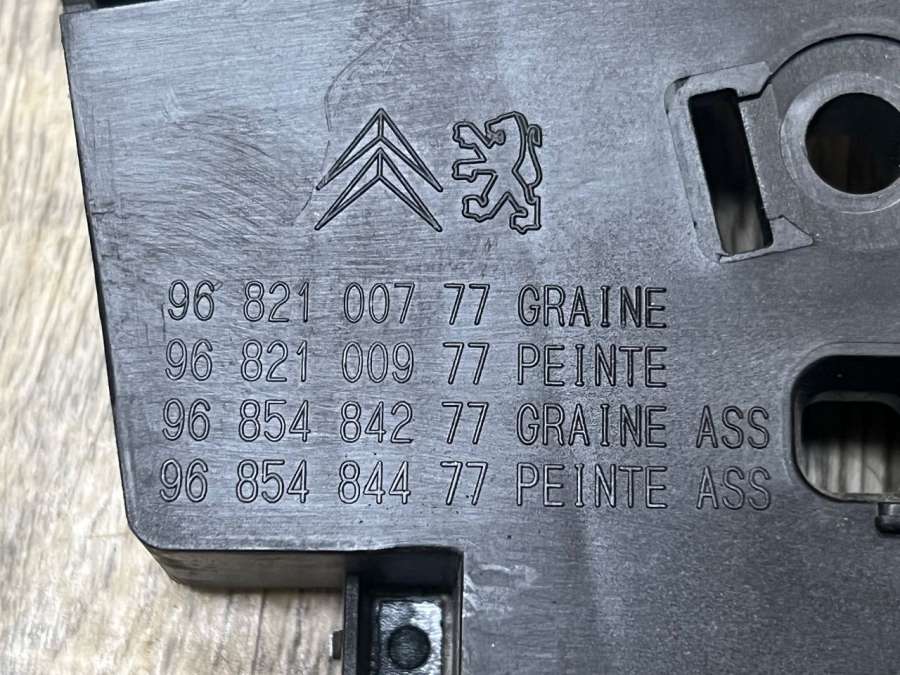 96 821 007 77 GRAINE
96 821 009 77 PEINTE
96 854 842 77 GRAINE ASS
96 854 844 77 PEINTE ASS